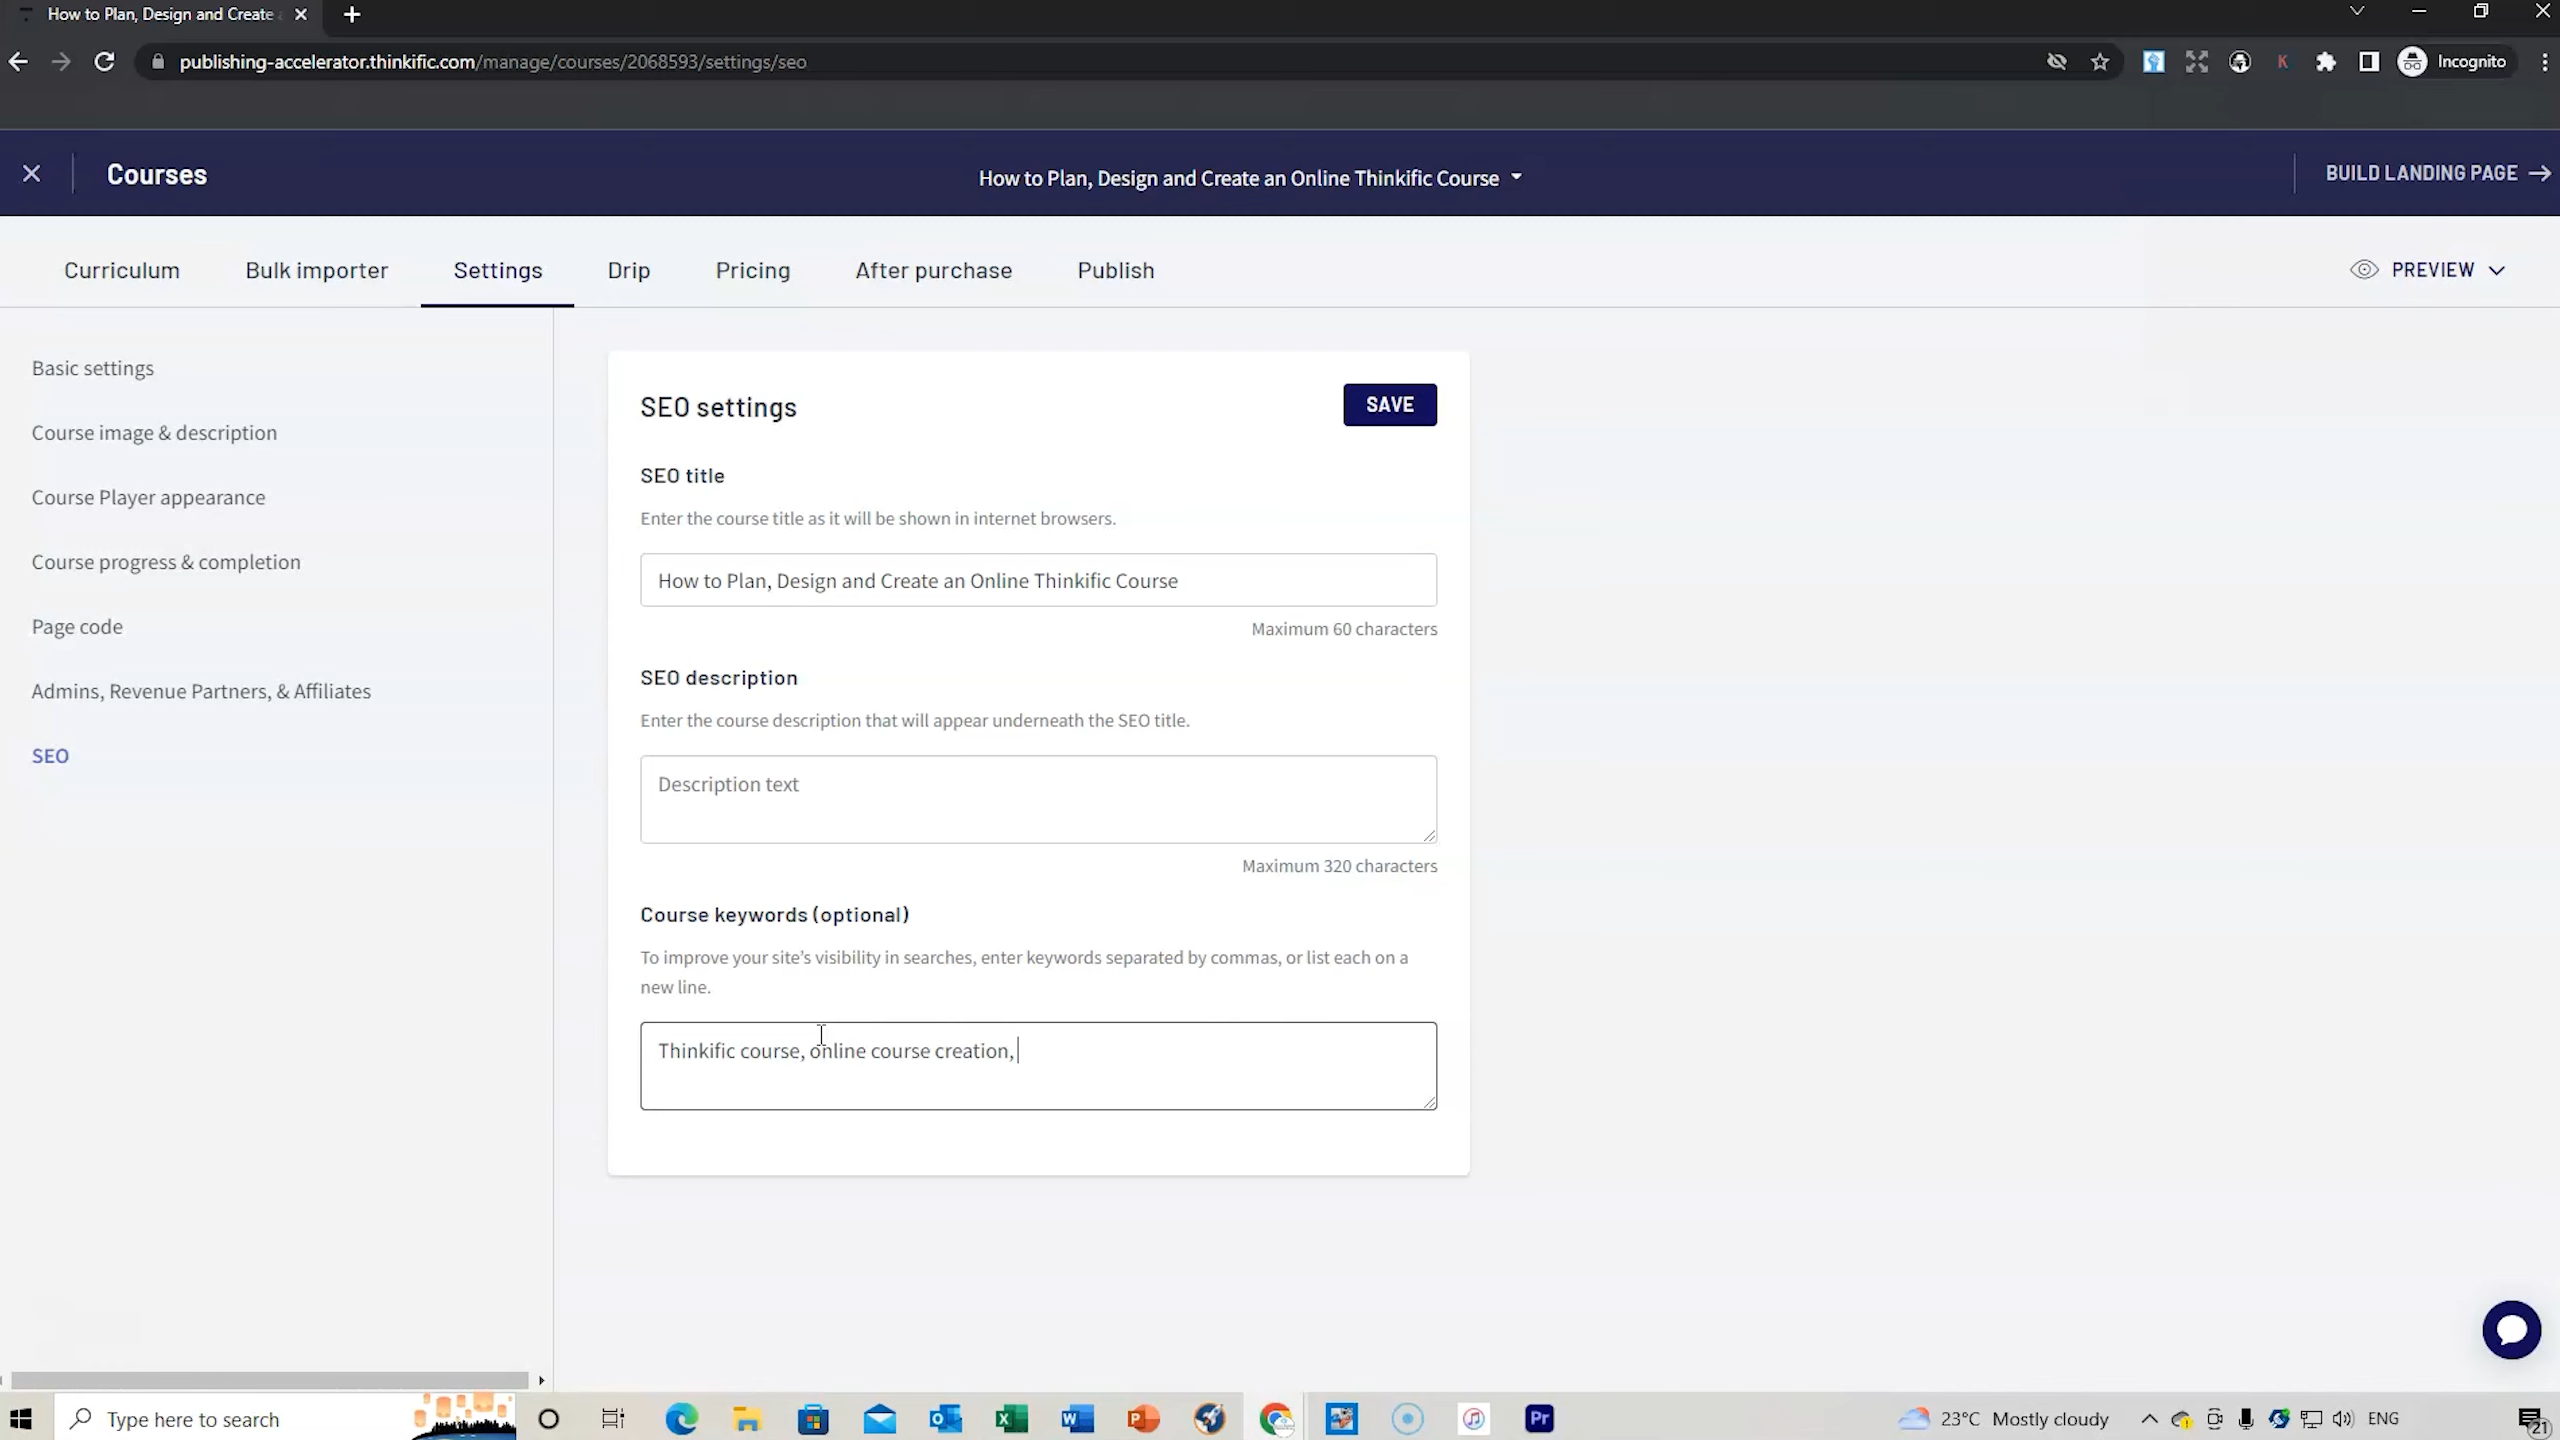 How to Plan, Design and Create
publishing-accelerator.thinkific.com/manage/courses/2068593/settings/seo
K
Incognito
Courses
How to Plan, Design and Create an Online Thinkific Course
BUILD LANDING PAGE
Curriculum
Bulk importer
Settings
Drip
Pricing
After purchase
Publish
PREVIEW
Basic settings
Course image & description
Course Player appearance
Course progress & completion
Page code
Admins, Revenue Partners, & Affiliates
SEO
SEO settings
SAVE
SEO title
Enter the course title as it will be shown in internet browsers.
How to Plan, Design and Create an Online Thinkific Course
Maximum 60 characters
SEO description
Enter the course description that will appear underneath the SEO title.
Description text
Maximum 320 characters
Course keywords (optional)
To improve your site’s visibility in searches, enter keywords separated by commas, or list each on a
new line.
Thinkific course, online course creation,
Type here to search
Pr
23°C Mostly cloudy
ENG
21